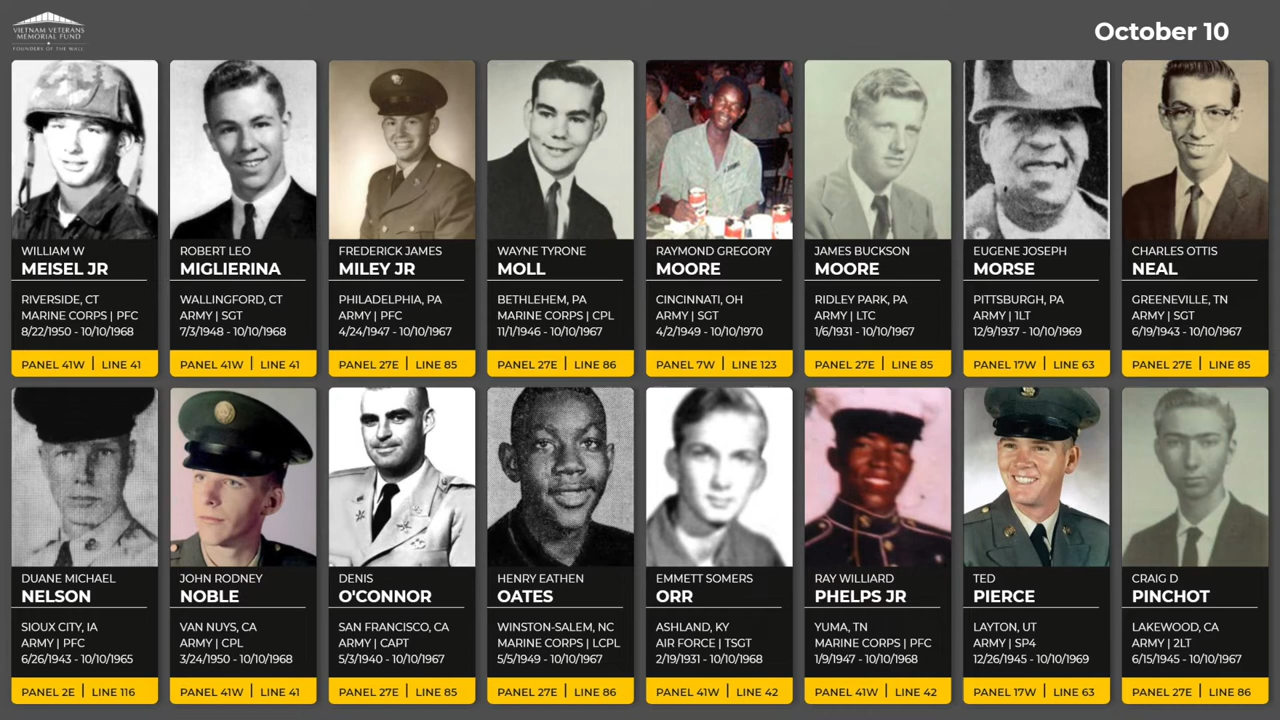 VIETNAM VETERANS
MEMORIAL FUND
FOUNDERS OF THE WALL
October 10
WILLIAM W
MEISEL JR
RIVERSIDE, CT
MARINE CORPS | PFC
8/22/1950 - 10/10/1968
PANEL 41W | LINE 41
ROBERT LEO
MIGLIERINA
WALLINGFORD, CT
ARMY | SGT
7/3/1948 - 10/10/1968
PANEL 41W | LINE 41
FREDERICK JAMES
MILEY JR
PHILADELPHIA, PA
ARMY | PFC
4/24/1947 - 10/10/1967
PANEL 27E | LINE 85
WAYNE TYRONE
MOLL
BETHLEHEM, PA
MARINE CORPS | CPL
11/1/1946 - 10/10/1967
PANEL 27E | LINE 86
RAYMOND GREGORY
MOORE
CINCINNATI, OH
ARMY | SGT
4/2/1949 - 10/10/1970
PANEL 7W | LINE 123
JAMES BUCKSON
MOORE
RIDLEY PARK, PA
ARMY | LTC
1/6/1931 - 10/10/1967
PANEL 27E | LINE 85
EUGENE JOSEPH
MORSE
PITTSBURGH, PA
ARMY | 1LT
12/9/1937 - 10/10/1969
PANEL 17W | LINE 63
CHARLES OTTIS
NEAL
GREENEVILLE, TN
ARMY | SGT
6/19/1943 - 10/10/1967
PANEL 27E | LINE 85
DUANE MICHAEL
NELSON
SIOUX CITY, IA
ARMY | PFC
6/26/1943 - 10/10/1965
PANEL 2E | LINE 116
JOHN RODNEY
NOBLE
VAN NUYS, CA
ARMY | CPL
3/24/1950 - 10/10/1968
PANEL 41W | LINE 41
DENIS
O'CONNOR
SAN FRANCISCO, CA
ARMY | CAPT
5/3/1940 - 10/10/1967
PANEL 27E | LINE 85
HENRY EATHEN
OATES
WINSTON-SALEM, NC
MARINE CORPS | LCPL
5/5/1949 - 10/10/1967
PANEL 27E | LINE 86
EMMETT SOMERS
ORR
ASHLAND, KY
AIR FORCE | TSGT
2/19/1931 - 10/10/1968
PANEL 41W | LINE 42
RAY WILLIARD
PHELPS JR
YUMA, TN
MARINE CORPS | PFC
1/9/1947 - 10/10/1968
PANEL 41W | LINE 42
TED
PIERCE
LAYTON, UT
ARMY | SP4
12/26/1945 - 10/10/1969
PANEL 17W | LINE 63
CRAIG D
PINCHOT
LAKEWOOD, CA
ARMY | 2LT
6/15/1945 - 10/10/1967
PANEL 27E | LINE 86